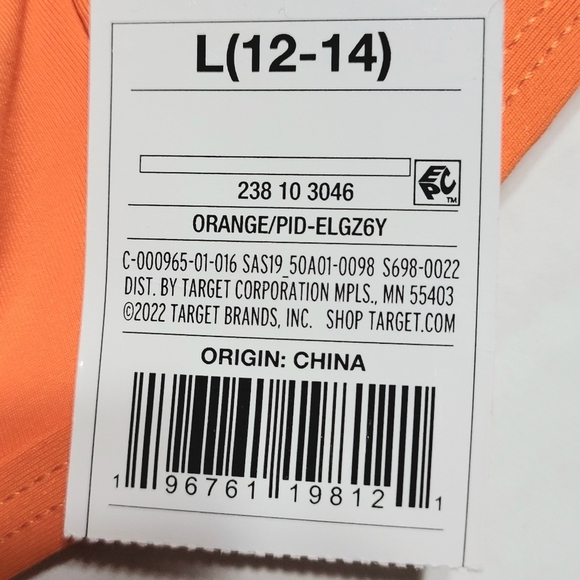 L(12-14)
EPC
TM
238 10 3046
ORANGE/PID-ELGZ6Y
C-000965-01-016 SAS19_50A01-0098 S698-0022
DIST. BY TARGET CORPORATION MPLS., MN 55403
©2022 TARGET BRANDS, INC. SHOP TARGET.COM
ORIGIN: CHINA
1 96761 19812 1